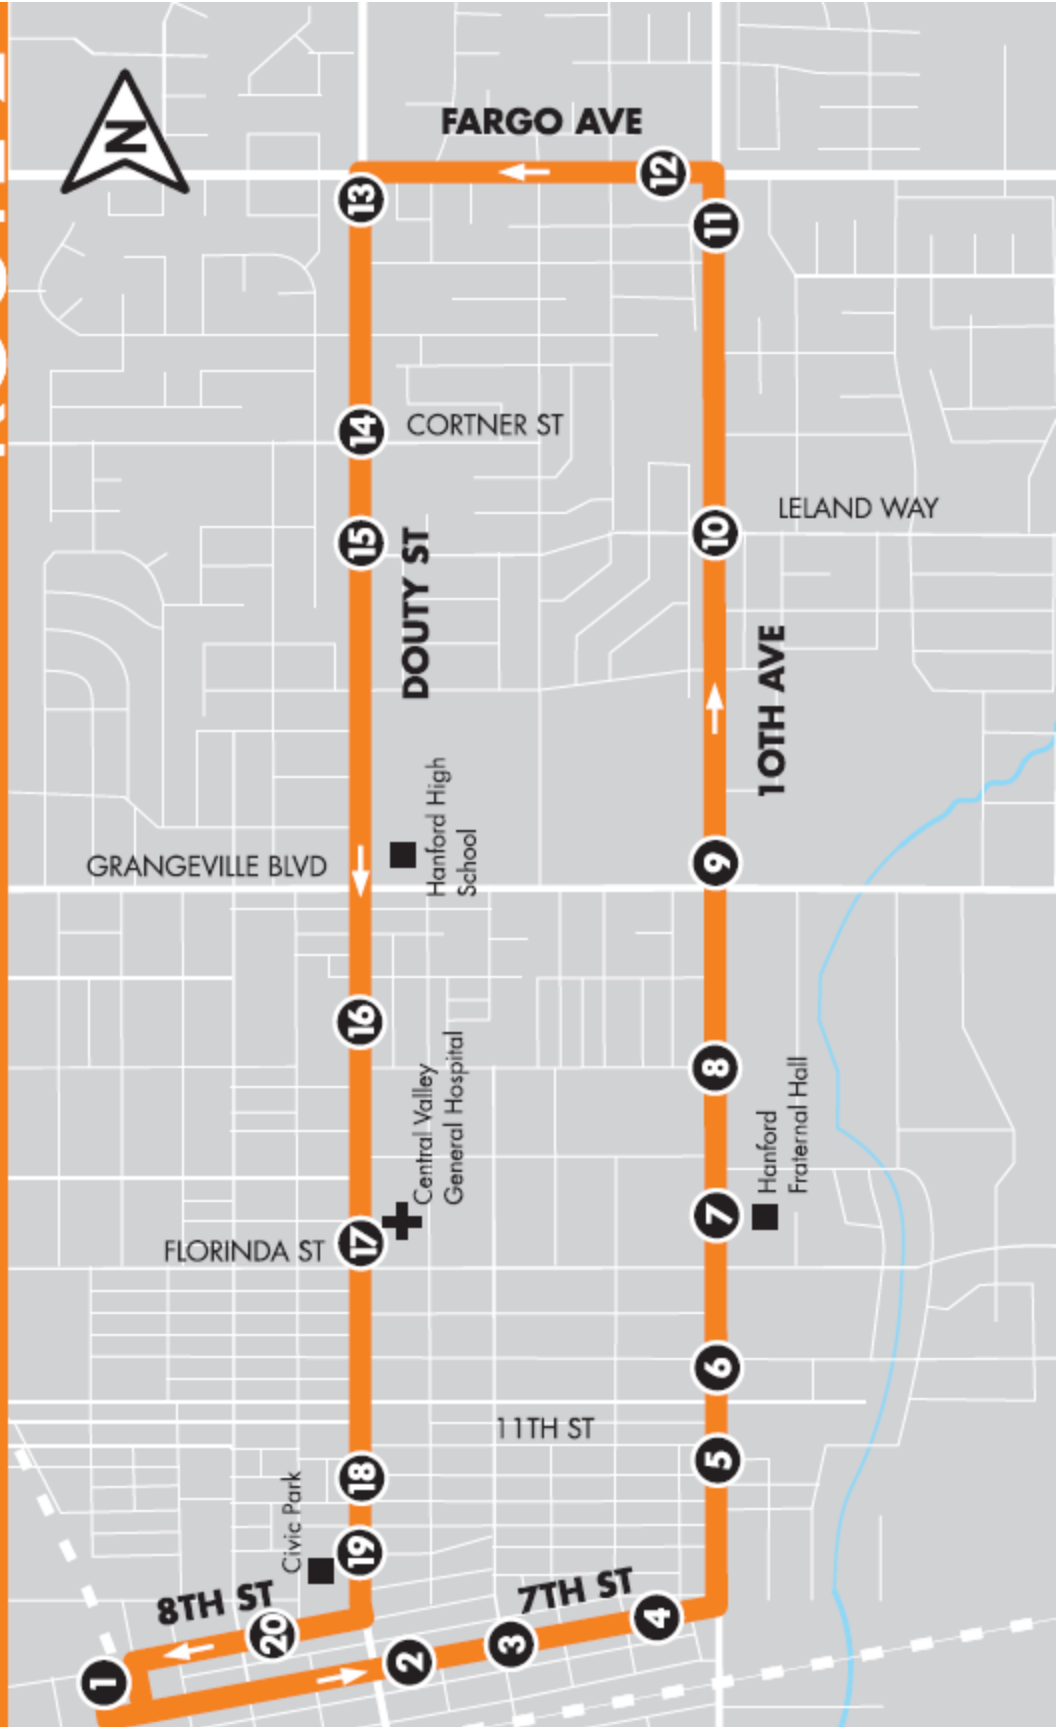 N
FARGO AVE
12
13
11
14
CORTNER ST
LELAND WAY
15
10
DOUTY ST
10TH AVE
Hanford High
School
GRANGEVILLE BLVD
9
16
8
Central Valley
General Hospital
Hanford
Fraternal Hall
7
17
FLORINDA ST
6
11TH ST
5
18
Civic Park
19
8TH ST
7TH ST
4
20
3
2
1